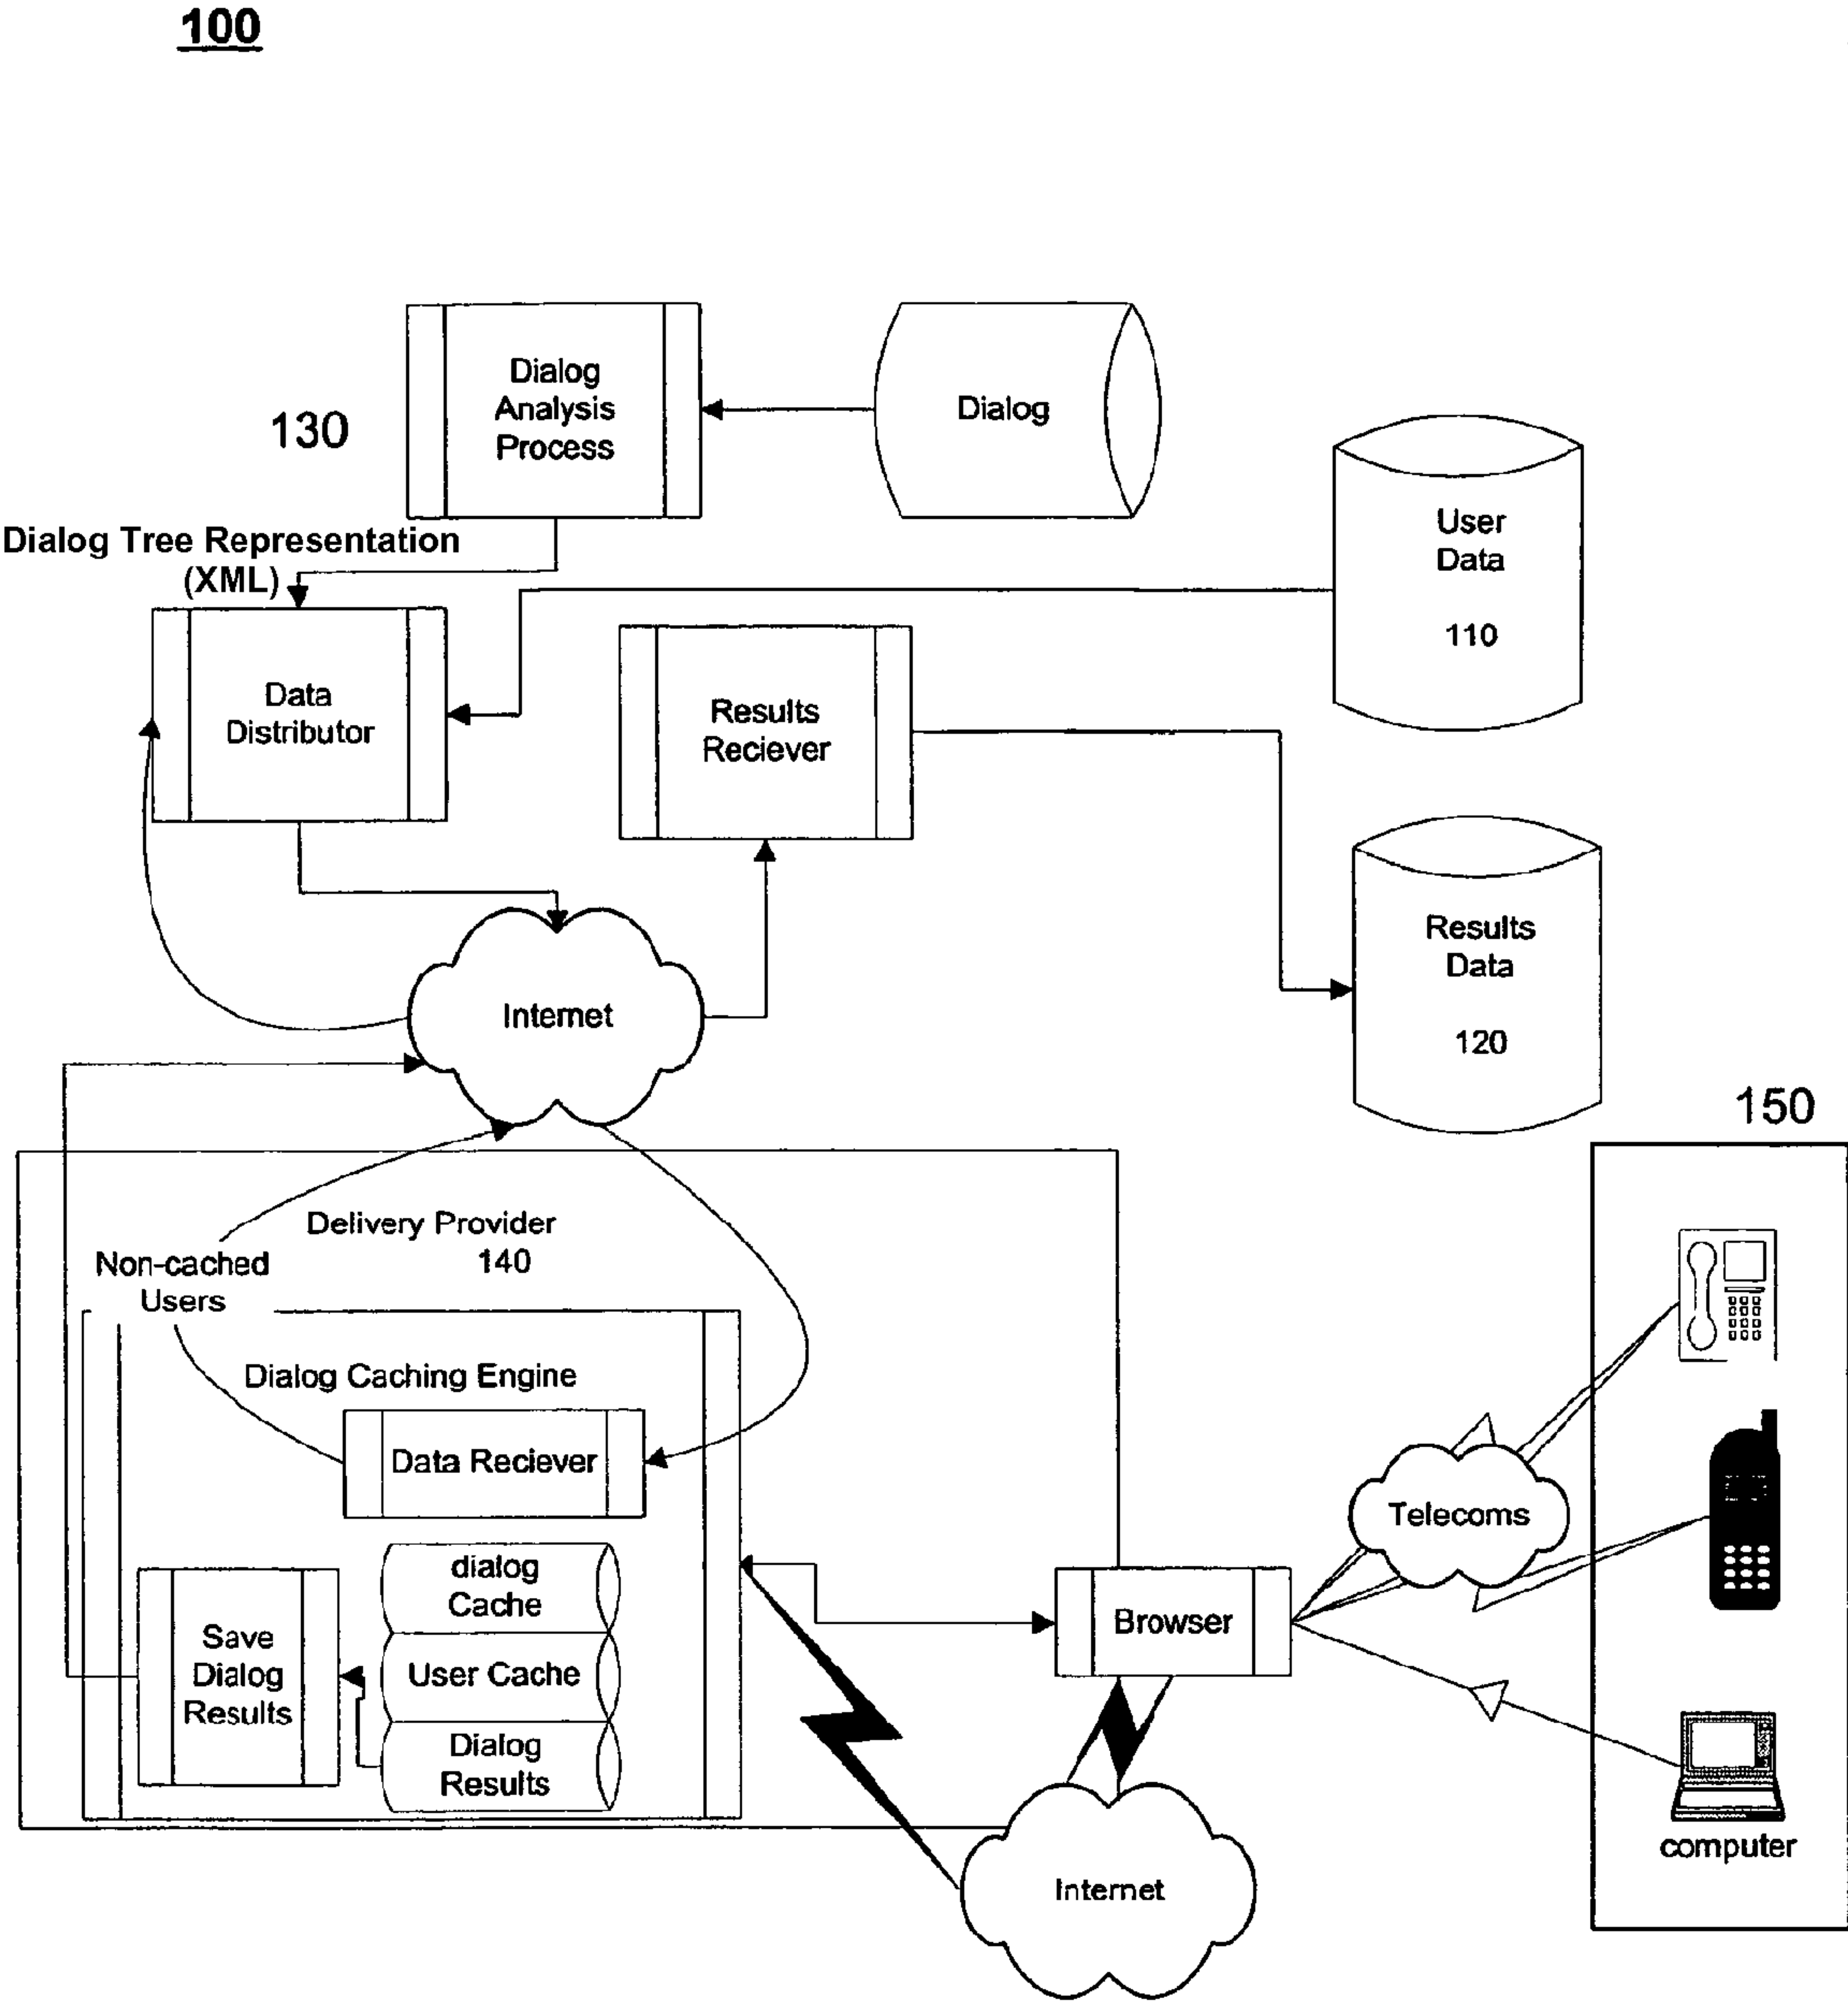 100
Dialog
Analysis
Process
Dialog
130
User
Data
110
Dialog Tree Representation
(XML)
Data
Distributor
Results
Reciever
Results
Data
120
Internet
150
Delivery Provider
140
Non-cached
Users
Dialog Caching Engine
Data Reciever
Telecoms
dialog
Cache
Browser
Save
Dialog
Results
User Cache
Dialog
Results
computer
Internet